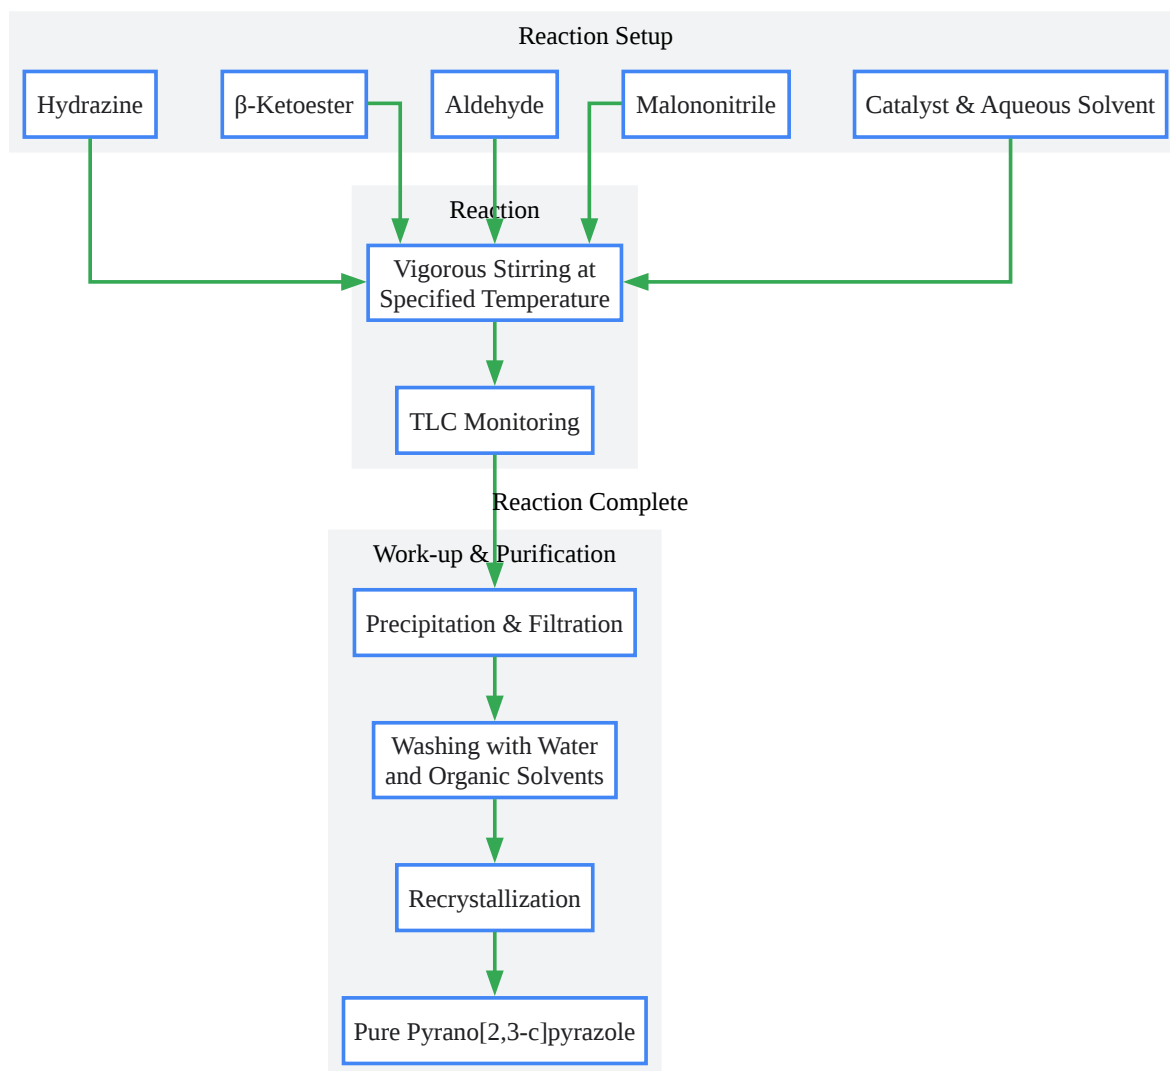 Reaction Setup
Hydrazine
β-Ketoester
Aldehyde
Malononitrile
Catalyst & Aqueous Solvent
Reaction
Vigorous Stirring at
Specified Temperature
TLC Monitoring
Reaction Complete
Work-up & Purification
Precipitation & Filtration
Washing with Water
and Organic Solvents
Recrystallization
Pure Pyrano[2,3-c]pyrazole